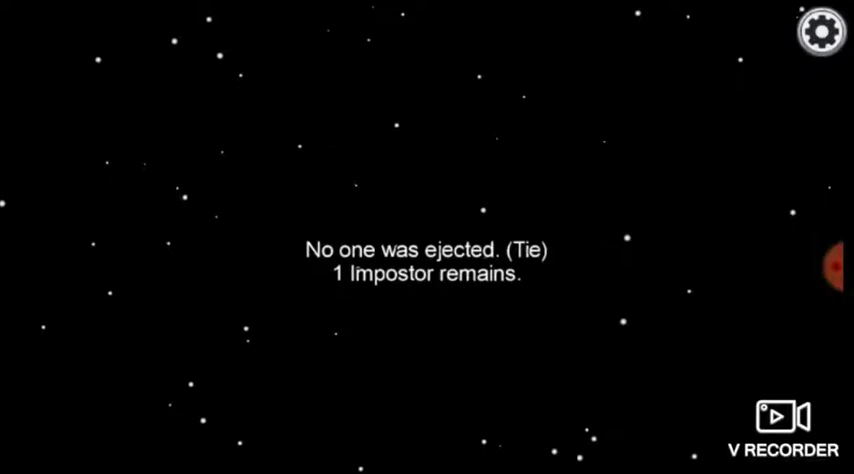 No one was ejected. (Tie)
1 Impostor remains.
V RECORDER